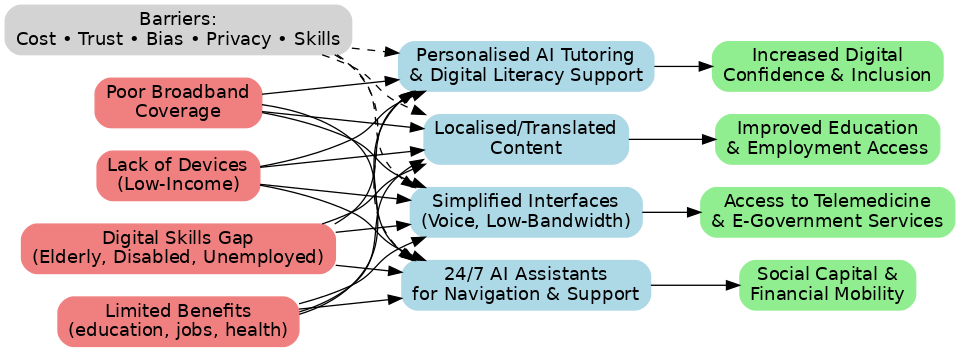 Barriers:
Cost • Trust • Bias • Privacy • Skills
Poor Broadband
Coverage
Lack of Devices
(Low-Income)
Digital Skills Gap
(Elderly, Disabled, Unemployed)
Limited Benefits
(education, jobs, health)
Personalised AI Tutoring
& Digital Literacy Support
Localised/Translated
Content
Simplified Interfaces
(Voice, Low-Bandwidth)
24/7 AI Assistants
for Navigation & Support
Increased Digital
Confidence & Inclusion
Improved Education
& Employment Access
Access to Telemedicine
& E-Government Services
Social Capital &
Financial Mobility